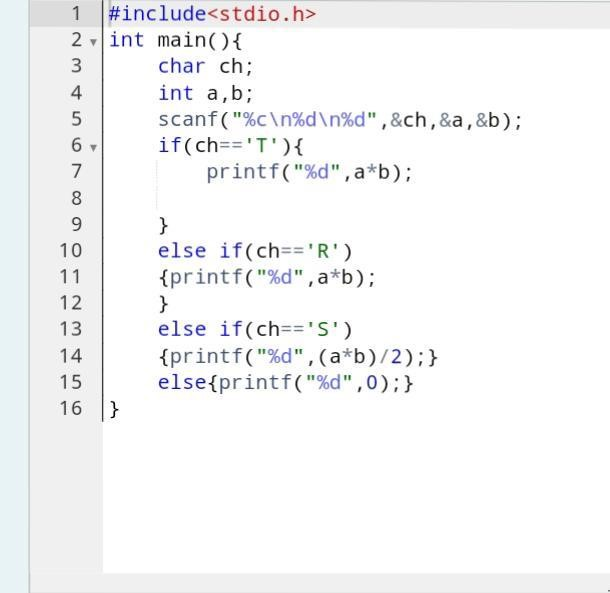 1 #include<stdio.h>
2 int main(){
3 char ch;
4 int a,b;
5 scanf("%c\n%d\n%d",&ch,&a,&b);
6 if(ch=='T'){
7 printf("%d",a*b);
8
9 }
10 else if(ch=='R')
11 {printf("%d",a*b);
12 }
13 else if(ch=='S')
14 {printf("%d",(a*b)/2);}
15 else{printf("%d",0);}
16 }